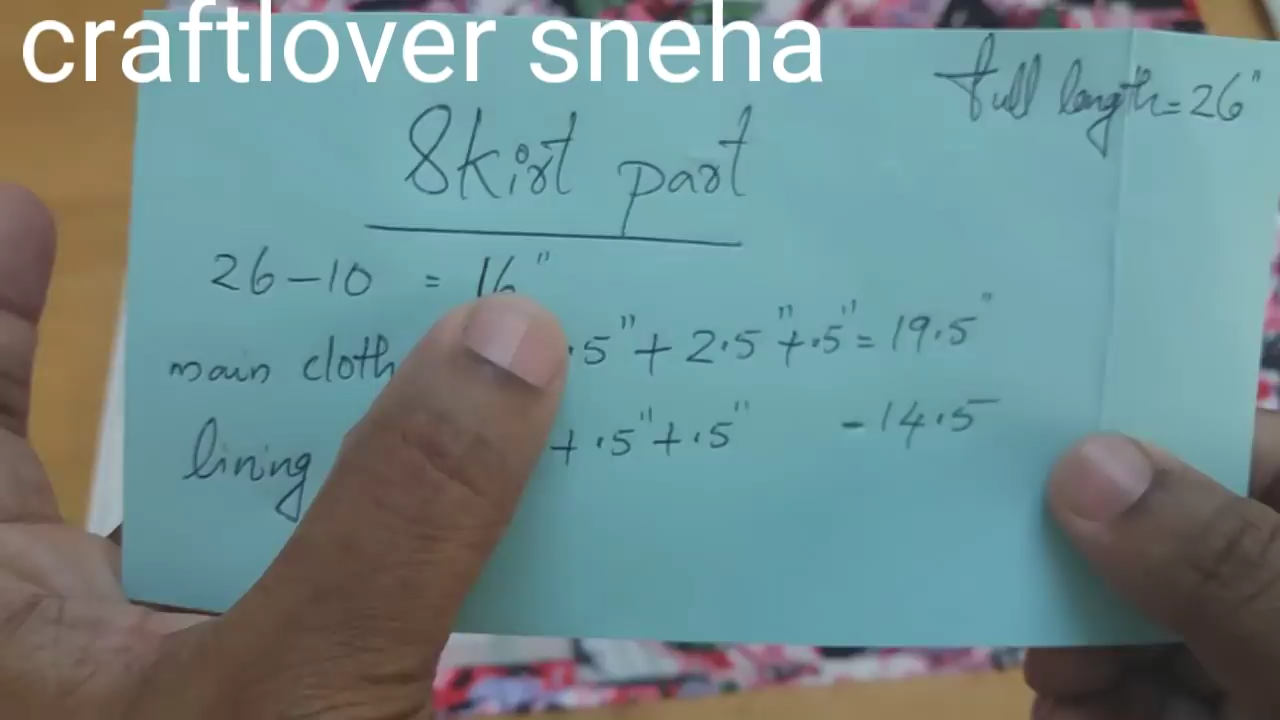 craftlover sneha
full length = 26"
Skirt part
26 - 10 = 16"
main cloth .5" + 2.5" + .5" = 19.5"
lining + .5" + .5" - 14.5